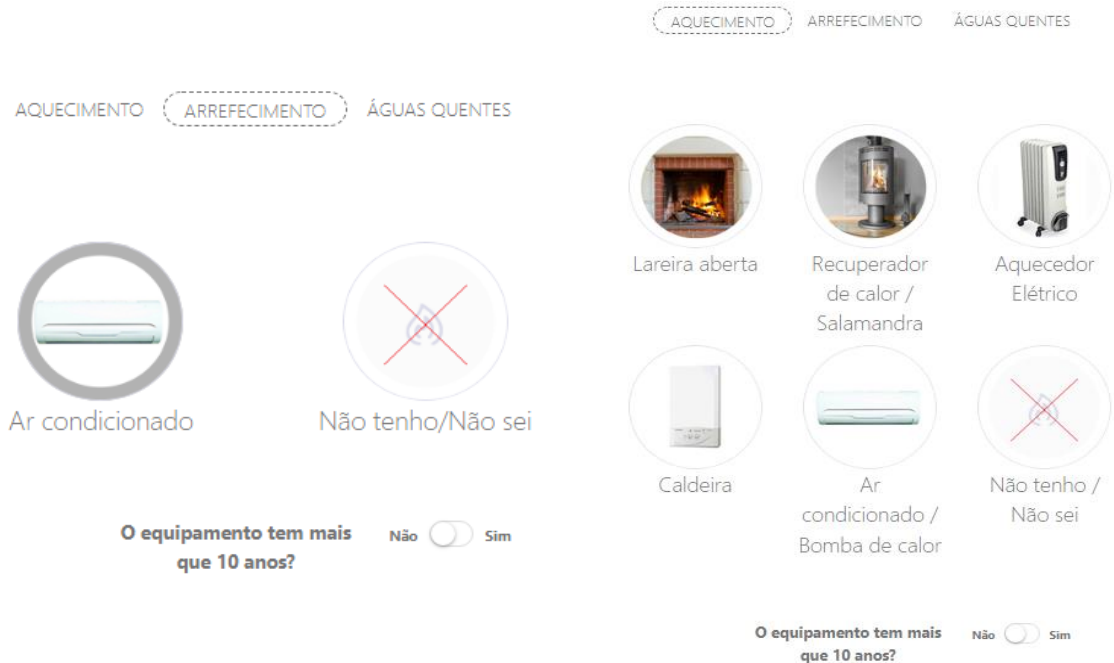 AQUECIMENTO ARREFECIMENTO ÁGUAS QUENTES
Ar condicionado Não tenho/Não sei
O equipamento tem mais
que 10 anos?
Não Sim
AQUECIMENTO ARREFECIMENTO ÁGUAS QUENTES
Lareira aberta
Recuperador
de calor /
Salamandra
Aquecedor
Elétrico
Caldeira
Ar
condicionado /
Bomba de calor
Não tenho /
Não sei
O equipamento tem mais
que 10 anos?
Não Sim